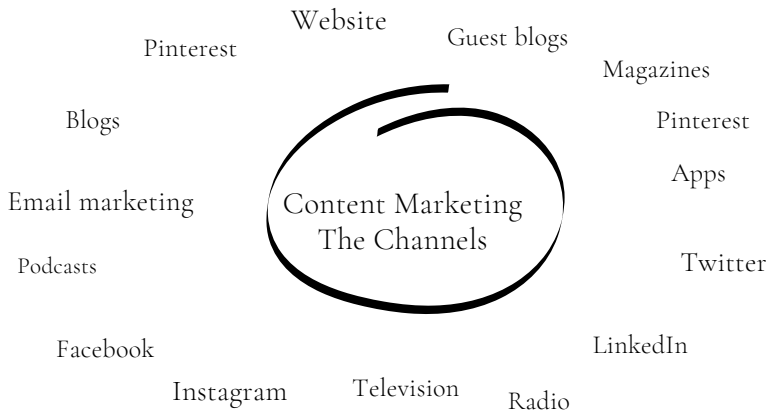 Website
Guest blogs
Pinterest
Magazines
Blogs
Pinterest
Apps
Email marketing
Content Marketing
The Channels
Twitter
Podcasts
LinkedIn
Facebook
Instagram
Television
Radio